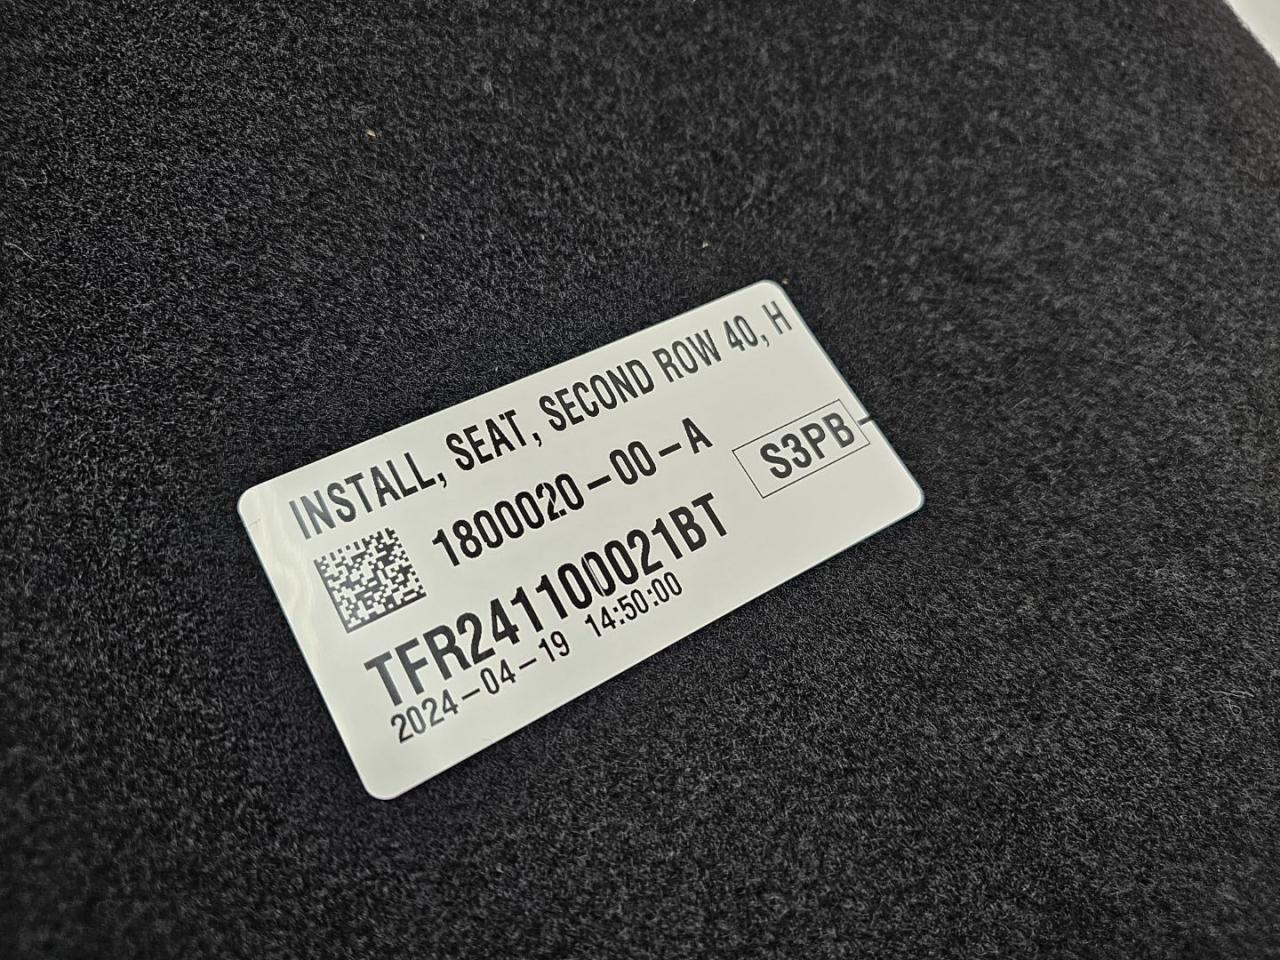 INSTALL, SEAT, SECOND ROW 40, H
1800020-00-A
S3PB
TFR241100021BT
2024-04-19 14:50:00